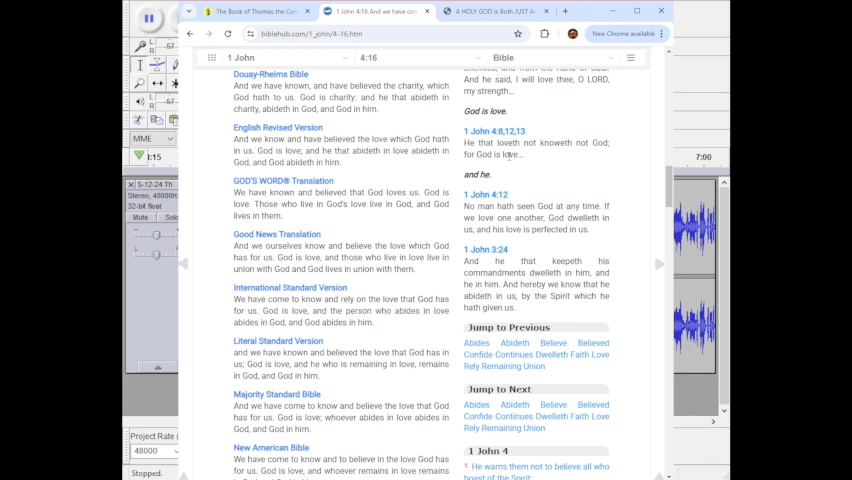 The Book of Thomas the Con
1 John 4:16 And we have con
A HOLY GOD is Both JUST A
biblehub.com/1_john/4-16.htm
New Chrome available
1 John
4:16
Bible
Douay-Rheims Bible
And we have known, and have believed the charity, which
God hath to us. God is charity: and he that abideth in
charity, abideth in God, and God in him.
English Revised Version
And we know and have believed the love which God hath
in us. God is love; and he that abideth in love abideth in
God, and God abideth in him.
GOD'S WORD® Translation
We have known and believed that God loves us. God is
love. Those who live in God's love live in God, and God
lives in them.
Good News Translation
And we ourselves know and believe the love which God
has for us. God is love, and those who live in love live in
union with God and God lives in union with them.
International Standard Version
We have come to know and rely on the love that God has
for us. God is love, and the person who abides in love
abides in God, and God abides in him.
Literal Standard Version
and we have known and believed the love that God has in
us; God is love, and he who is remaining in love, remains
in God, and God in him.
Majority Standard Bible
And we have come to know and believe the love that God
has for us. God is love; whoever abides in love abides in
God, and God in him.
New American Bible
We have come to know and to believe in the love God
has for us. God is love, and whoever remains in love remains
And he said, I will love thee, O LORD,
my strength…
God is love.
1 John 4:8,12,13
He that loveth not knoweth not God;
for God is love…
and he.
1 John 4:12
No man hath seen God at any time. If
we love one another, God dwelleth in
us, and his love is perfected in us.
1 John 3:24
And he that keepeth his
commandments dwelleth in him, and
he in him. And hereby we know that he
abideth in us, by the Spirit which he
hath given us.
Jump to Previous
Abides Abideth Believe Believed
Confide Continues Dwelleth Faith Love
Rely Remaining Union
Jump to Next
Abides Abideth Believe Believed
Confide Continues Dwelleth Faith Love
Rely Remaining Union
1 John 4
1. He warns them not to believe all who
boast of the Spirit;
L
R
-57
L
R
-57
MME
4:15
7:00
5-12-24 Th
Stereo, 48000H
32-bit float
Mute
Solo
L
R
L
Project Rate (
48000
Stopped.